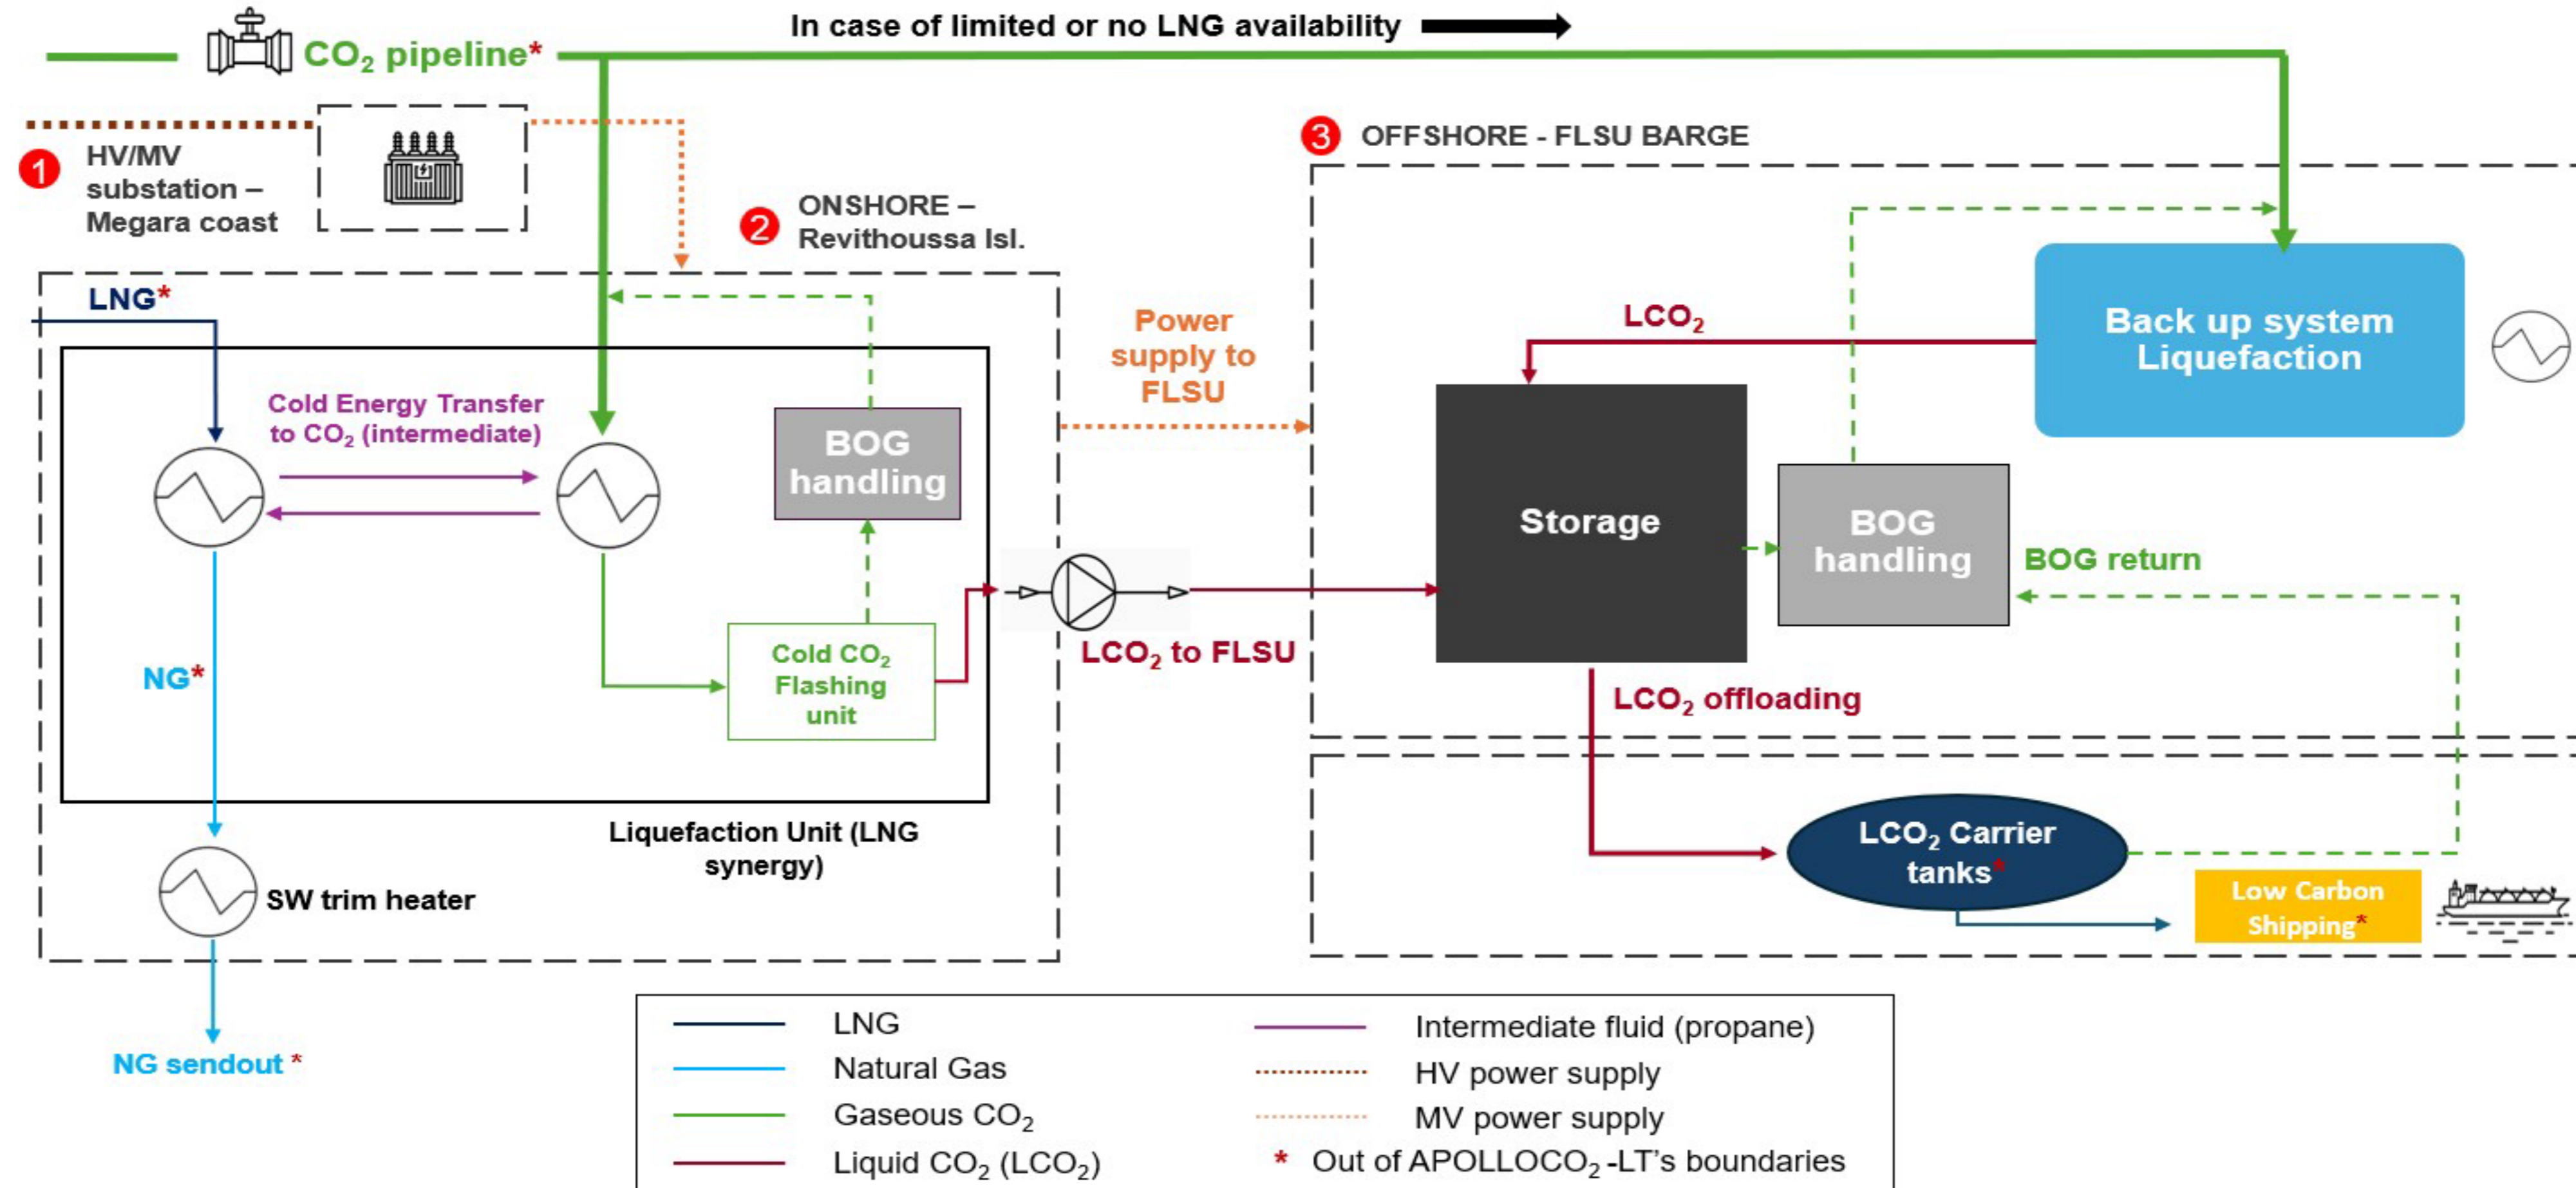 In case of limited or no LNG availability
CO₂ pipeline*
1
HV/MV
substation –
Megara coast
2
ONSHORE –
Revithoussa Isl.
3
OFFSHORE - FLSU BARGE
LNG*
Cold Energy Transfer
to CO₂ (intermediate)
BOG
handling
NG*
Cold CO₂
Flashing
unit
Liquefaction Unit (LNG
synergy)
SW trim heater
NG sendout *
Power
supply to
FLSU
LCO₂ to FLSU
LCO₂
Back up system
Liquefaction
Storage
BOG
handling
BOG return
LCO₂ offloading
LCO₂ Carrier
tanks*
Low Carbon
Shipping*
LNG
Natural Gas
Gaseous CO₂
Liquid CO₂ (LCO₂)
Intermediate fluid (propane)
HV power supply
MV power supply
* Out of APOLLOCO₂-LT's boundaries